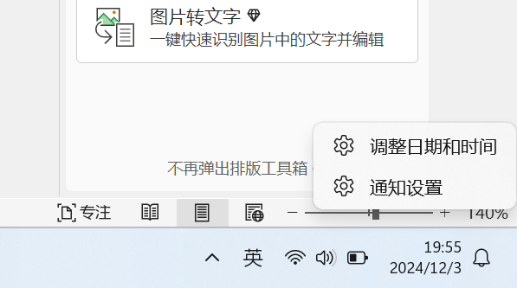 图片转文字
一键快速识别图片中的文字并编辑
调整日期和时间
不再弹出排版工具箱
通知设置
专注
140%
英
19:55
2024/12/3